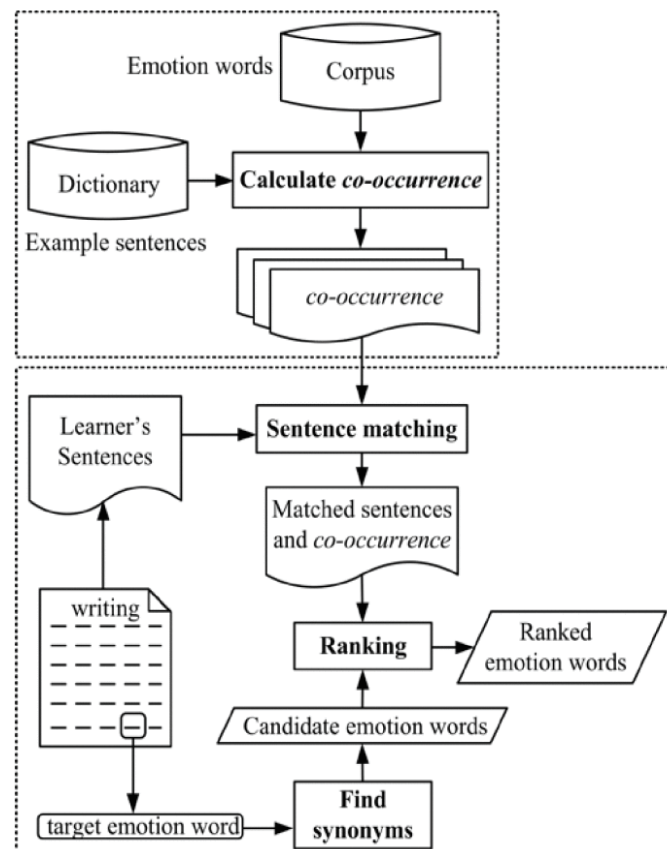 Emotion words
Corpus
Dictionary
Calculate co-occurrence
Example sentences
co-occurrence
Learner's
Sentences
Sentence matching
Matched sentences
and co-occurrence
writing
Ranking
Ranked
emotion words
Candidate emotion words
target emotion word
Find
synonyms